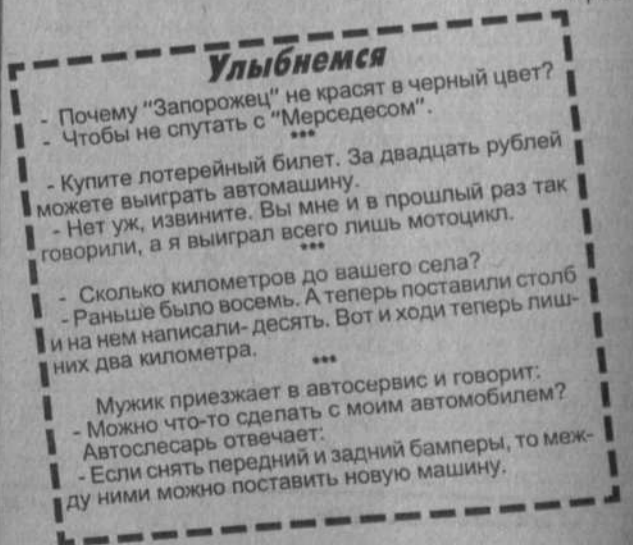 Улыбнемся
- Почему "Запорожец" не красят в черный цвет?
- Чтобы не спутать с "Мерседесом".
***
- Купите лотерейный билет. За двадцать рублей
можете выиграть автомашину.
- Нет уж, извините. Вы мне и в прошлый раз так
говорили, а я выиграл всего лишь мотоцикл.
***
- Сколько километров до вашего села?
- Раньше было восемь. А теперь поставили столб
и на нем написали- десять. Вот и ходи теперь лиш-
них два километра.
***
Мужик приезжает в автосервис и говорит:
- Можно что-то сделать с моим автомобилем?
Автослесарь отвечает:
- Если снять передний и задний бамперы, то меж-
ду ними можно поставить новую машину.